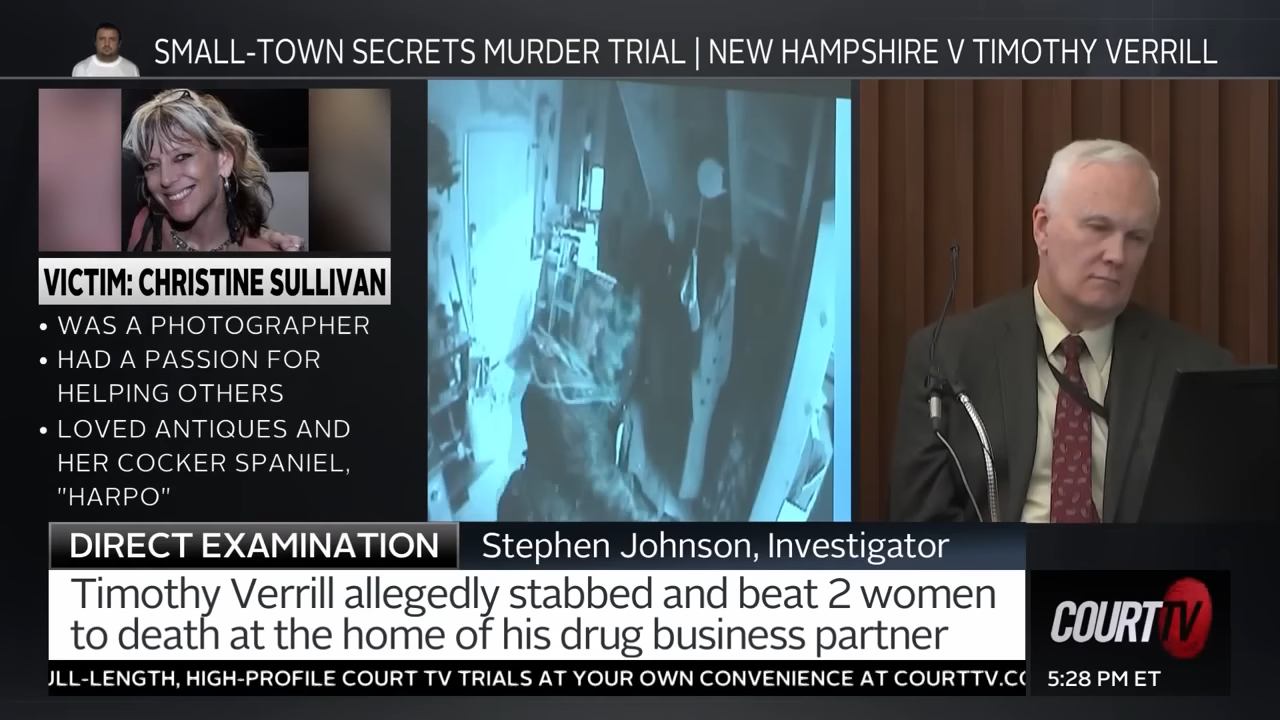 SMALL-TOWN SECRETS MURDER TRIAL | NEW HAMPSHIRE V TIMOTHY VERRILL
VICTIM: CHRISTINE SULLIVAN
• WAS A PHOTOGRAPHER
• HAD A PASSION FOR
HELPING OTHERS
• LOVED ANTIQUES AND
HER COCKER SPANIEL,
"HARPO"
DIRECT EXAMINATION
Stephen Johnson, Investigator
Timothy Verrill allegedly stabbed and beat 2 women
to death at the home of his drug business partner
COURT TV
-LENGTH, HIGH-PROFILE COURT TV TRIALS AT YOUR OWN CONVENIENCE AT COURTTV.CO
5:28 PM ET